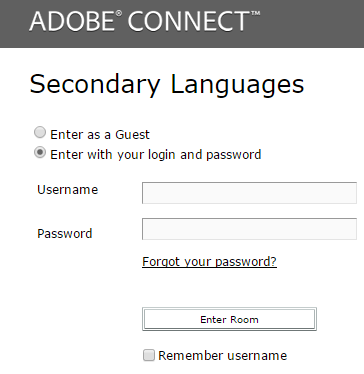 ADOBE® CONNECT™
Secondary Languages
Enter as a Guest
Enter with your login and password
Username
Password
Forgot your password?
Enter Room
Remember username